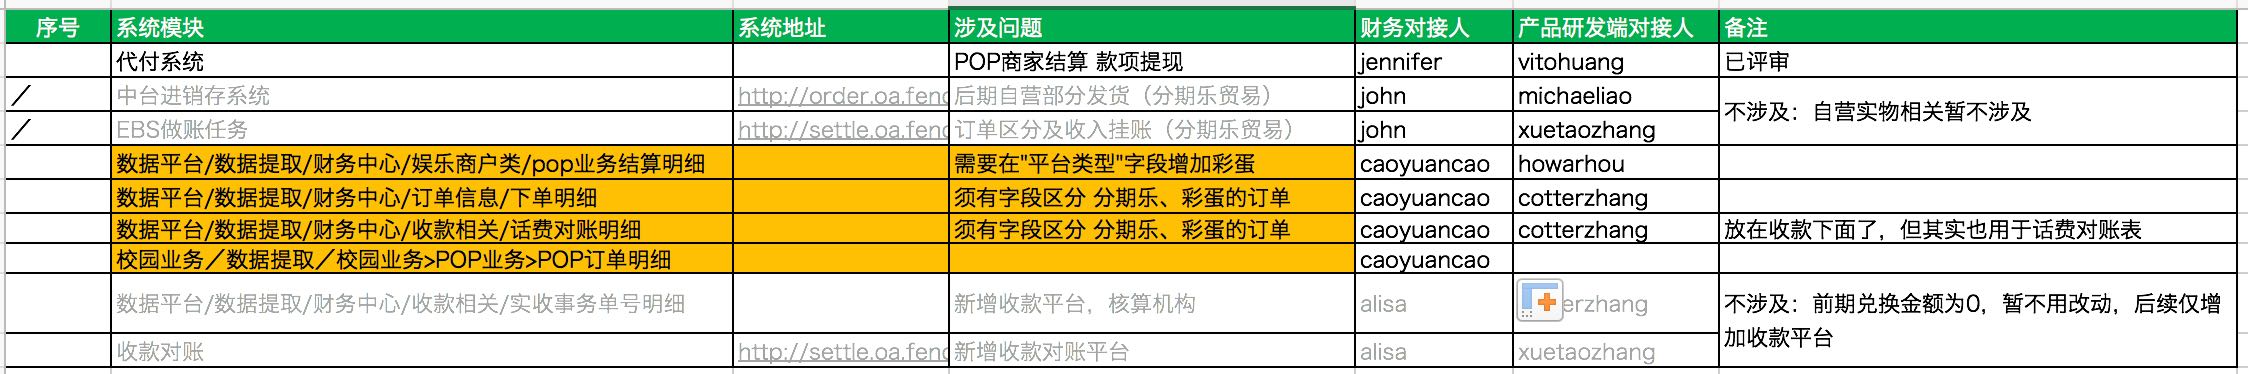 序号 系统模块 系统地址 涉及问题 财务对接人 产品研发端对接人 备注
代付系统 POP商家结算 款项提现 jennifer vitohuang 已评审
／ 中台进销存系统 http://order.oa.fenc 后期自营部分发货（分期乐贸易） john michaeliao
不涉及：自营实物相关暂不涉及
／ EBS做账任务 http://settle.oa.fenc 订单区分及收入挂账（分期乐贸易） john xuetaozhang
数据平台/数据提取/财务中心/娱乐商户类/pop业务结算明细 需要在"平台类型"字段增加彩蛋 caoyuancao howarhou
数据平台/数据提取/财务中心/订单信息/下单明细 须有字段区分 分期乐、彩蛋的订单 caoyuancao cotterzhang
数据平台/数据提取/财务中心/收款相关/话费对账明细 须有字段区分 分期乐、彩蛋的订单 caoyuancao cotterzhang 放在收款下面了，但其实也用于话费对账表
校园业务／数据提取／校园业务>POP业务>POP订单明细 caoyuancao
数据平台/数据提取/财务中心/收款相关/实收事务单号明细 新增收款平台，核算机构 alisa erzhang 不涉及：前期兑换金额为0，暂不用改动，后续仅增
加收款平台
收款对账 http://settle.oa.fenc 新增收款对账平台 alisa xuetaozhang